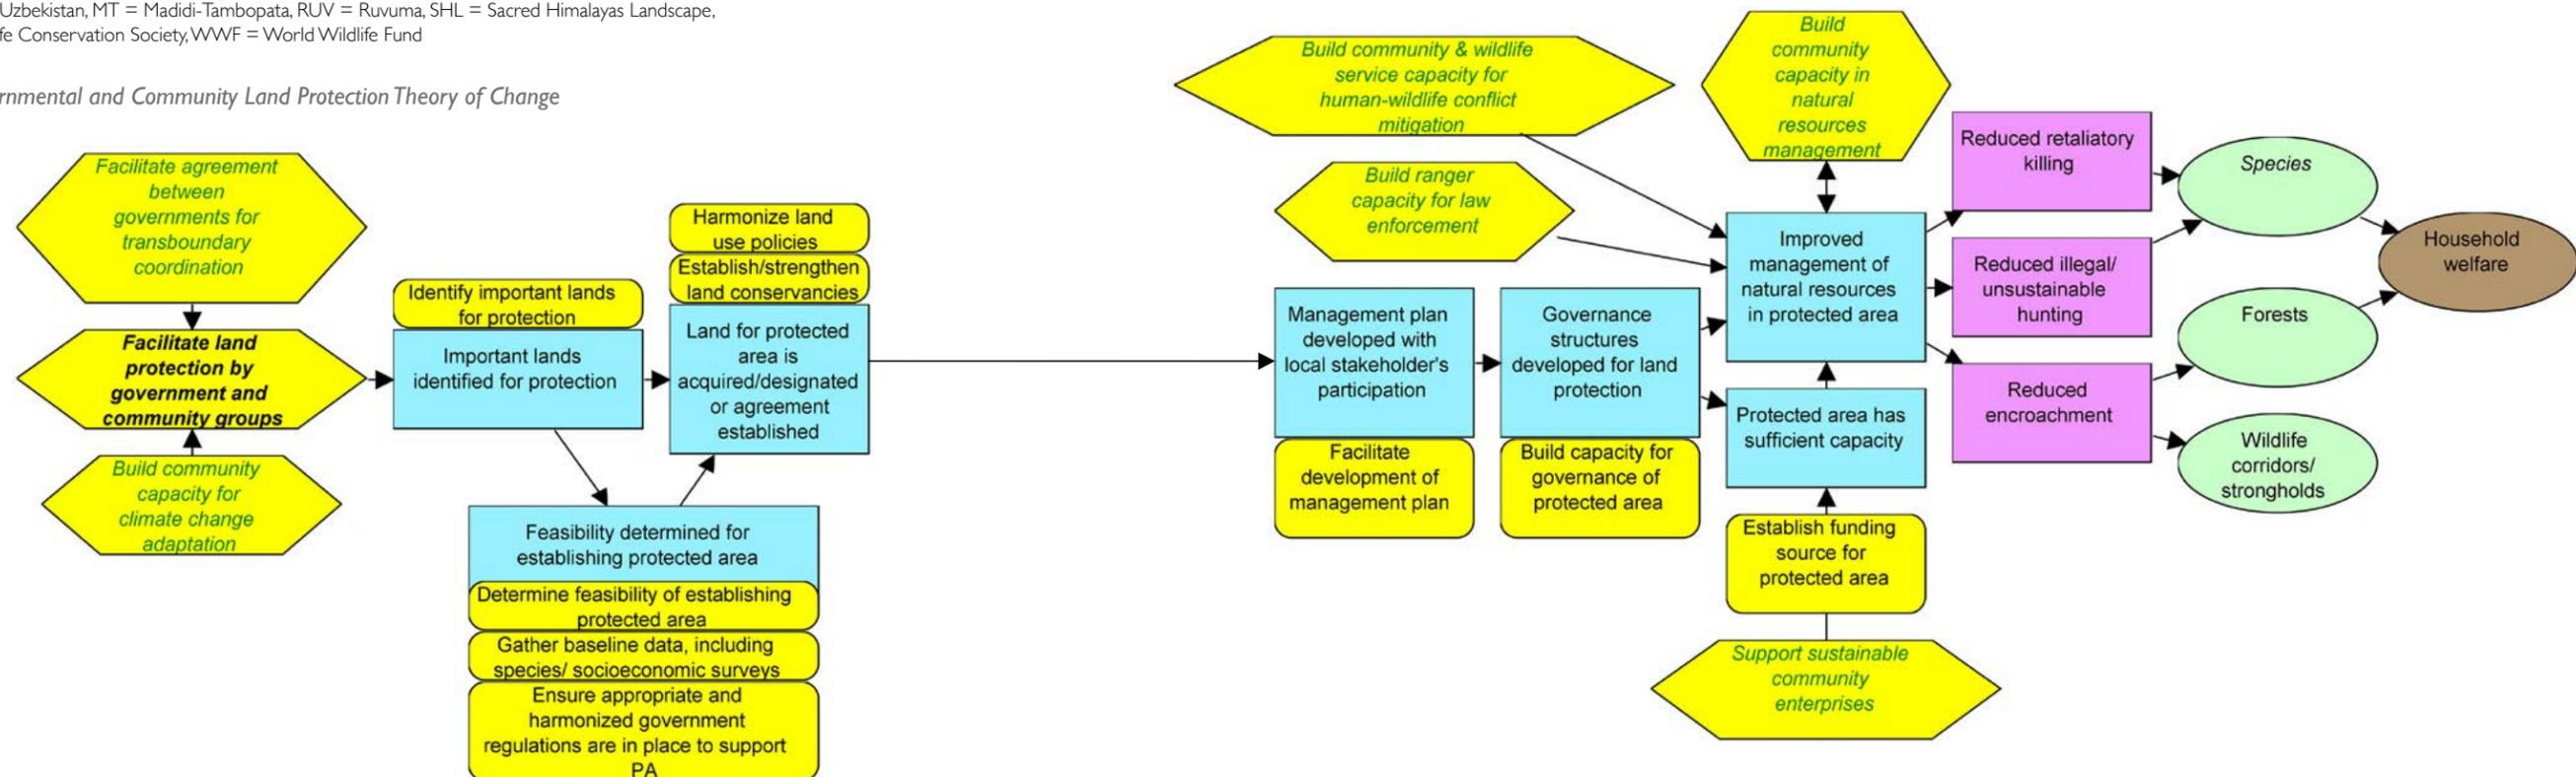 Uzbekistan, MT = Madidi-Tambopata, RUV = Ruvuma, SHL = Sacred Himalayas Landscape,
fe Conservation Society, WWF = World Wildlife Fund
rnmental and Community Land Protection Theory of Change
Facilitate agreement
between
governments for
transboundary
coordination
Facilitate land
protection by
government and
community groups
Build community
capacity for
climate change
adaptation
Identify important lands
for protection
Important lands
identified for protection
Harmonize land
use policies
Establish/strengthen
land conservancies
Land for protected
area is
acquired/designated
or agreement
established
Feasibility determined for
establishing protected area
Determine feasibility of establishing
protected area
Gather baseline data, including
species/ socioeconomic surveys
Ensure appropriate and
harmonized government
regulations are in place to support
PA
Build community & wildlife
service capacity for
human-wildlife conflict
mitigation
Build ranger
capacity for law
enforcement
Management plan
developed with
local stakeholder's
participation
Facilitate
development of
management plan
Governance
structures
developed for land
protection
Build capacity for
governance of
protected area
Build
community
capacity in
natural
resources
management
Improved
management of
natural resources
in protected area
Protected area has
sufficient capacity
Establish funding
source for
protected area
Support sustainable
community
enterprises
Reduced retaliatory
killing
Reduced illegal/
unsustainable
hunting
Reduced
encroachment
Species
Forests
Wildlife
corridors/
strongholds
Household
welfare